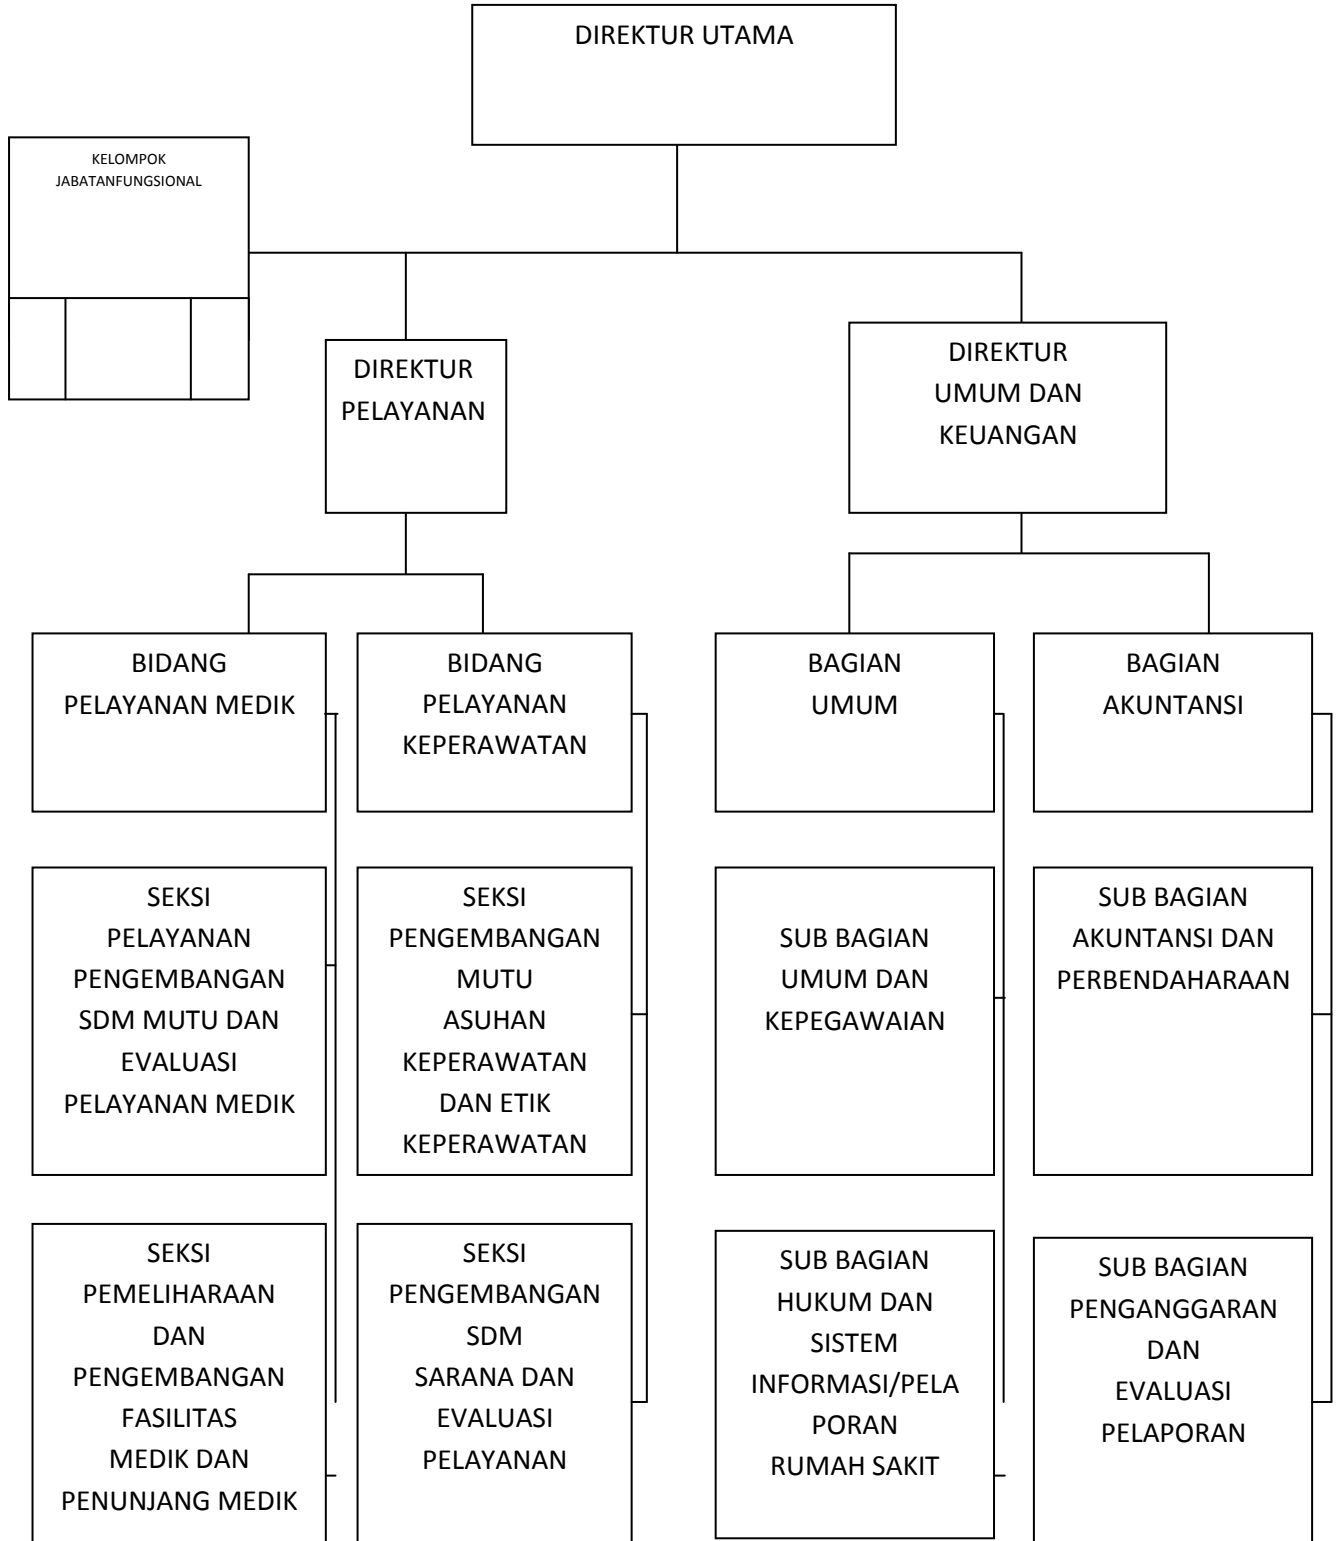 DIREKTUR UTAMA
KELOMPOK
JABATANFUNGSIONAL
DIREKTUR
PELAYANAN
DIREKTUR
UMUM DAN
KEUANGAN
BIDANG
PELAYANAN MEDIK
BIDANG
PELAYANAN
KEPERAWATAN
BAGIAN
UMUM
BAGIAN
AKUNTANSI
SEKSI
PELAYANAN
PENGEMBANGAN
SDM MUTU DAN
EVALUASI
PELAYANAN MEDIK
SEKSI
PENGEMBANGAN
MUTU
ASUHAN
KEPERAWATAN
DAN ETIK
KEPERAWATAN
SUB BAGIAN
UMUM DAN
KEPEGAWAIAN
SUB BAGIAN
AKUNTANSI DAN
PERBENDAHARAAN
SEKSI
PEMELIHARAAN
DAN
PENGEMBANGAN
FASILITAS
MEDIK DAN
PENUNJANG MEDIK
SEKSI
PENGEMBANGAN
SDM
SARANA DAN
EVALUASI
PELAYANAN
SUB BAGIAN
HUKUM DAN
SISTEM
INFORMASI/PELA
PORAN
RUMAH SAKIT
SUB BAGIAN
PENGANGGARAN
DAN
EVALUASI
PELAPORAN